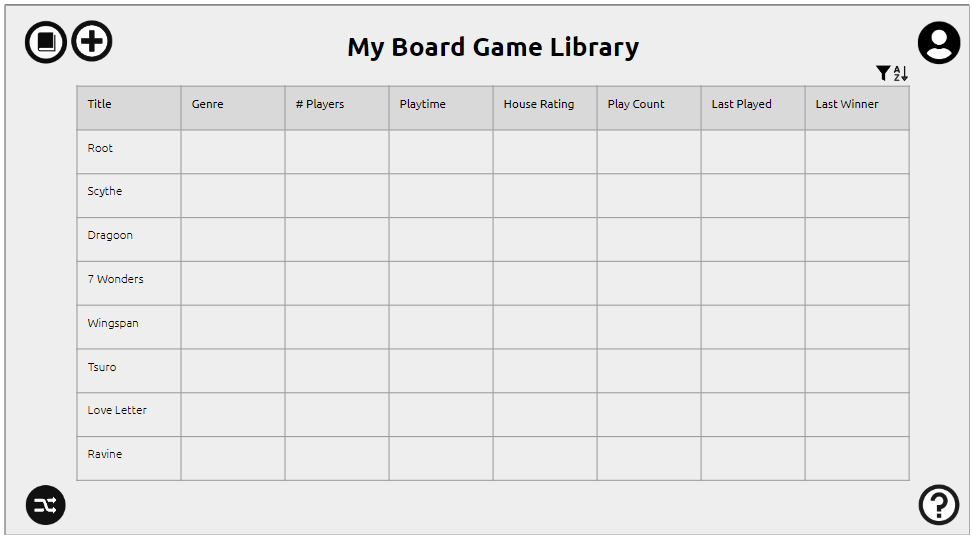 My Board Game Library
A
Z
Title Genre # Players Playtime House Rating Play Count Last Played Last Winner
Root
Scythe
Dragoon
7 Wonders
Wingspan
Tsuro
Love Letter
Ravine
?